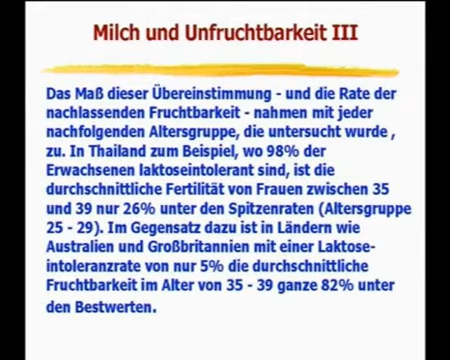 Milch und Unfruchtbarkeit III
Das Maß dieser Übereinstimmung - und die Rate der
nachlassenden Fruchtbarkeit - nahmen mit jeder
nachfolgenden Altersgruppe, die untersucht wurde ,
zu. In Thailand zum Beispiel, wo 98% der
Erwachsenen laktoseintolerant sind, ist die
durchschnittliche Fertilität von Frauen zwischen 35
und 39 nur 26% unter den Spitzenraten (Altersgruppe
25 - 29). Im Gegensatz dazu ist in Ländern wie
Australien und Großbritannien mit einer Laktose-
intoleranzrate von nur 5% die durchschnittliche
Fruchtbarkeit im Alter von 35 - 39 ganze 82% unter
den Bestwerten.